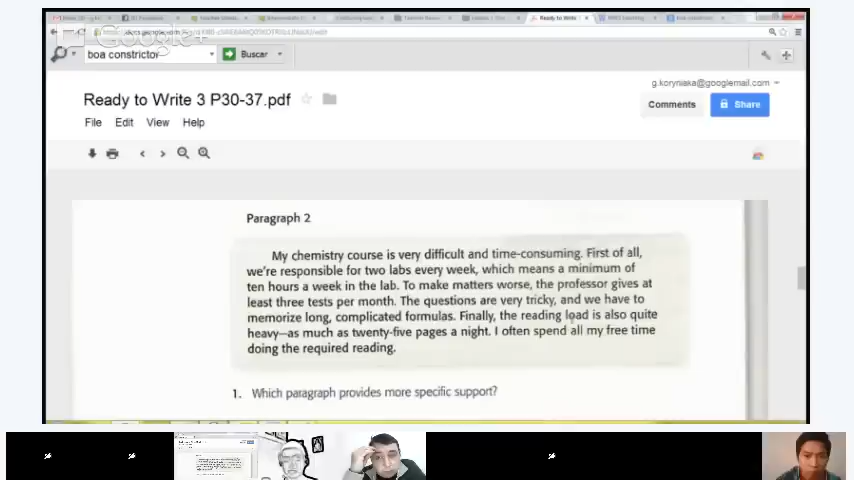 Ready to Write
Google+
boa constrictor
Buscar
g.koryniaka@googlemail.com
Ready to Write 3 P30-37.pdf
Comments
Share
File Edit View Help
Paragraph 2
My chemistry course is very difficult and time-consuming. First of all,
we're responsible for two labs every week, which means a minimum of
ten hours a week in the lab. To make matters worse, the professor gives at
least three tests per month. The questions are very tricky, and we have to
memorize long, complicated formulas. Finally, the reading load is also quite
heavy—as much as twenty-five pages a night. I often spend all my free time
doing the required reading.
1. Which paragraph provides more specific support?